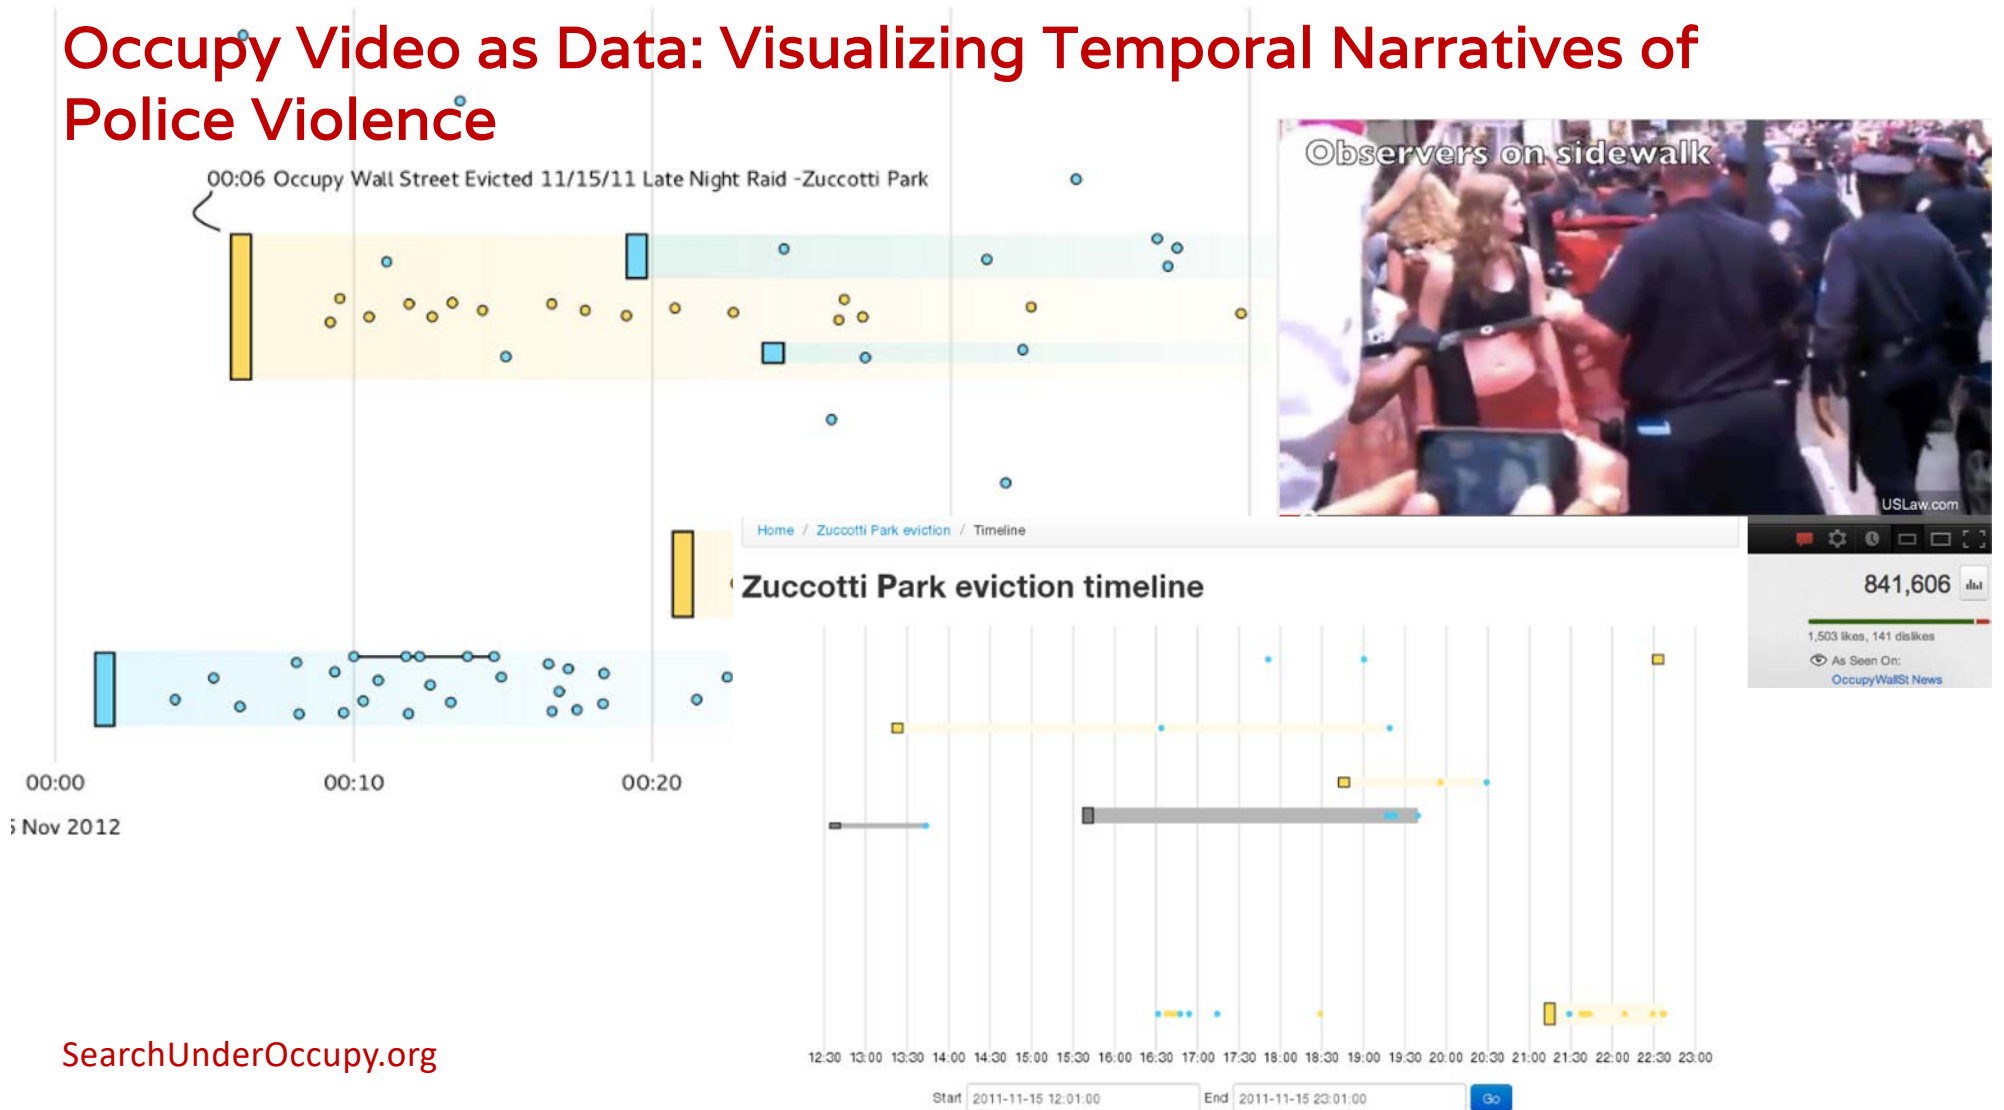 Occupy Video as Data: Visualizing Temporal Narratives of
Police Violence
00:06 Occupy Wall Street Evicted 11/15/11 Late Night Raid -Zuccotti Park
Observers on sidewalk
USLaw.com
Home / Zuccotti Park eviction / Timeline
841,606
Zuccotti Park eviction timeline
1,503 likes, 141 dislikes
As Seen On:
OccupyWallSt News
00:00 00:10 00:20
5 Nov 2012
SearchUnderOccupy.org
12:30 13:00 13:30 14:00 14:30 15:00 15:30 16:00 16:30 17:00 17:30 18:00 18:30 19:00 19:30 20:00 20:30 21:00 21:30 22:00 22:30 23:00
Start 2011-11-15 12:01:00 End 2011-11-15 23:01:00 Go